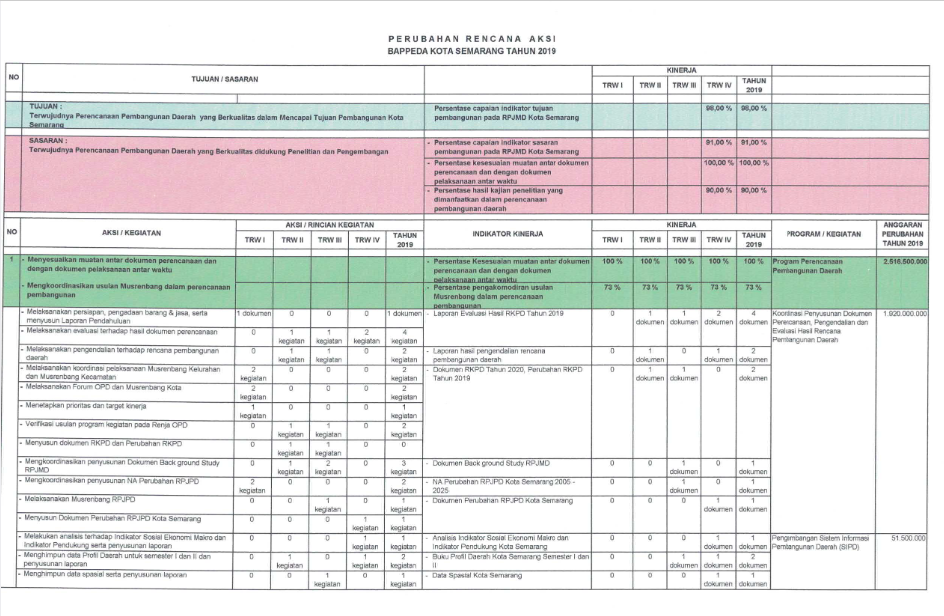 PERUBAHAN RENCANA AKSI
BAPPEDA KOTA SEMARANG TAHUN 2019
NO TUJUAN / SASARAN KINERJA
TRW I TRW II TRW III TRW IV TAHUN 2019
TUJUAN :
Terwujudnya Perencanaan Pembangunan Daerah yang Berkualitas dalam Mencapai Tujuan Pembangunan Kota
Semarang
Persentase capaian indikator tujuan
pembangunan pada RPJMD Kota Semarang
98,00 % 98,00 %
SASARAN :
Terwujudnya Perencanaan Pembangunan Daerah yang Berkualitas didukung Penelitian dan Pengembangan
- Persentase capaian indikator sasaran
pembangunan pada RPJMD Kota Semarang
91,00 % 91,00 %
- Persentase kesesuaian muatan antar dokumen
perencanaan dan dengan dokumen
pelaksanaan antar waktu
100,00 % 100,00 %
- Persentase hasil kajian penelitian yang
dimanfaatkan dalam perencanaan
pembangunan daerah
90,00 % 90,00 %
NO AKSI / KEGIATAN AKSI / RINCIAN KEGIATAN INDIKATOR KINERJA KINERJA PROGRAM / KEGIATAN ANGGARAN PERUBAHAN TAHUN 2019
TRW I TRW II TRW III TRW IV TAHUN 2019 TRW I TRW II TRW III TRW IV TAHUN 2019
1 - Menyesuaikan muatan antar dokumen perencanaan dan
dengan dokumen pelaksanaan antar waktu
- Persentase Kesesuaian muatan antar dokumen
perencanaan dan dengan dokumen
pelaksanaan antar waktu
100 % 100 % 100 % 100 % 100 % Program Perencanaan
Pembangunan Daerah
2.516.500.000
- Mengkoordinasikan usulan Musrenbang dalam perencanaan
pembangunan
- Persentase pengakomodiran usulan
Musrenbang dalam perencanaan
pembangunan
73 % 73 % 73 % 73 % 73 %
- Melaksanakan persiapan, pengadaan barang & jasa, serta
menyusun Laporan Pendahuluan
1 dokumen 0 0 0 1 dokumen
- Laporan Evaluasi Hasil RKPD Tahun 2019
0 1 dokumen 1 dokumen 2 dokumen 4 dokumen
Koordinasi Penyusunan Dokumen
Perencanaan, Pengendalian dan
Evaluasi Hasil Rencana
Pembangunan Daerah
1.920.000.000
- Melaksanakan evaluasi terhadap hasil dokumen perencanaan
0 1 kegiatan 1 kegiatan 2 kegiatan 4 kegiatan
- Melaksanakan pengendalian terhadap rencana pembangunan
daerah
0 1 kegiatan 0 0 2 kegiatan
- Laporan hasil pengendalian rencana
pembangunan daerah
0 1 dokumen 0 1 dokumen 2 dokumen
- Melaksanakan koordinasi pelaksanaan Musrenbang Kelurahan
dan Musrenbang Kecamatan
2 kegiatan 0 0 0 2 kegiatan
- Dokumen RKPD Tahun 2020, Perubahan RKPD
Tahun 2019
0 1 dokumen 1 dokumen 0 2 dokumen
- Melaksanakan Forum OPD dan Musrenbang Kota
2 kegiatan 0 0 0 2 kegiatan
- Menetapkan prioritas dan target kinerja
1 kegiatan 0 0 0 1 kegiatan
- Verifikasi usulan program kegiatan pada Renja OPD
0 1 kegiatan 1 kegiatan 0 2 kegiatan
- Menyusun dokumen RKPD dan Perubahan RKPD
0 1 kegiatan 1 kegiatan 0 0
- Mengkoordinasikan penyusunan Dokumen Back ground Study
RPJMD
0 1 kegiatan 2 kegiatan 0 3 kegiatan
- Dokumen Back ground Study RPJMD
0 0 1 dokumen 0 1 dokumen
- Mengkoordinasikan penyusunan NA Perubahan RPJPD
2 kegiatan 0 0 0 2 kegiatan
- NA Perubahan RPJPD Kota Semarang 2005 -
2025
0 0 1 dokumen 0 1 dokumen
- Melaksanakan Musrenbang RPJPD
0 0 1 kegiatan 0 1 kegiatan
- Dokumen Perubahan RPJPD Kota Semarang
0 0 0 1 dokumen 1 dokumen
- Menyusun Dokumen Perubahan RPJPD Kota Semarang
0 0 0 1 kegiatan 1 kegiatan
- Melakukan analisis terhadap Indikator Sosial Ekonomi Makro dan
Indikator Pendukung serta penyusunan laporan
0 0 0 1 kegiatan 1 kegiatan
- Analisis Indikator Sosial Ekonomi Makro dan
Indikator Pendukung Kota Semarang
0 0 0 1 dokumen 1 dokumen
Pengembangan Sistem Informasi
Pembangunan Daerah (SIPD)
51.500.000
- Menghimpun data Profil Daerah untuk semester I dan II dan
penyusunan laporan
0 1 kegiatan 0 1 kegiatan 2 kegiatan
- Buku Profil Daerah Kota Semarang Semester I dan
II
0 0 1 dokumen 1 dokumen 2 dokumen
- Menghimpun data spasial serta penyusunan laporan
0 0 1 kegiatan 0 1 kegiatan
- Data Spasial Kota Semarang
0 0 0 1 dokumen 1 dokumen